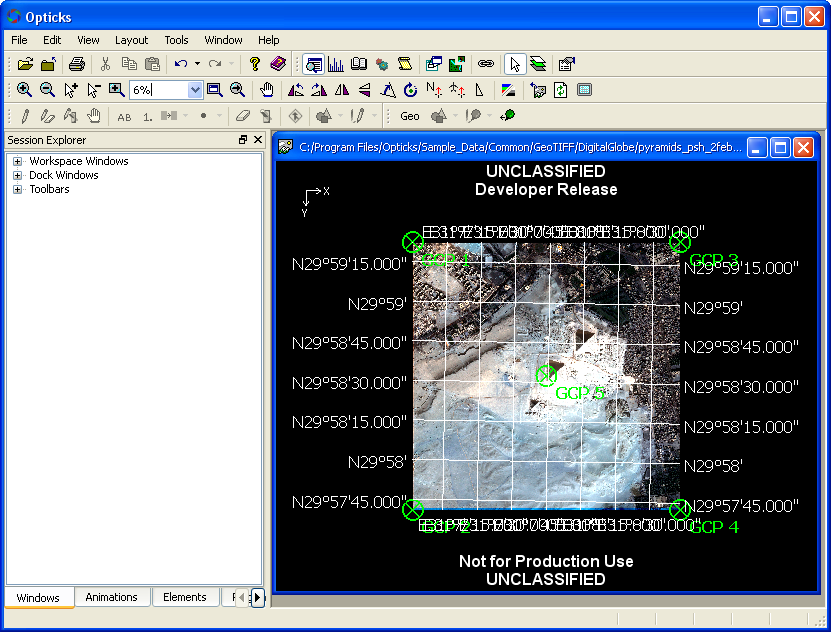 Opticks
File Edit View Layout Tools Window Help
6%
AB 1. Geo
Session Explorer
Workspace Windows
Dock Windows
Toolbars
Windows Animations Elements
C:/Program Files/Opticks/Sample_Data/Common/GeoTIFF/DigitalGlobe/pyramids_psh_2feb...
UNCLASSIFIED
Developer Release
X
Y
GCP 1 GCP 3
N29°59'15.000" N29°59'15.000"
N29°59' N29°59'
N29°58'45.000" N29°58'45.000"
N29°58'30.000" N29°58'30.000"
GCP 5
N29°58'15.000" N29°58'15.000"
N29°58' N29°58'
N29°57'45.000" N29°57'45.000"
GCP 2 GCP 4
Not for Production Use
UNCLASSIFIED